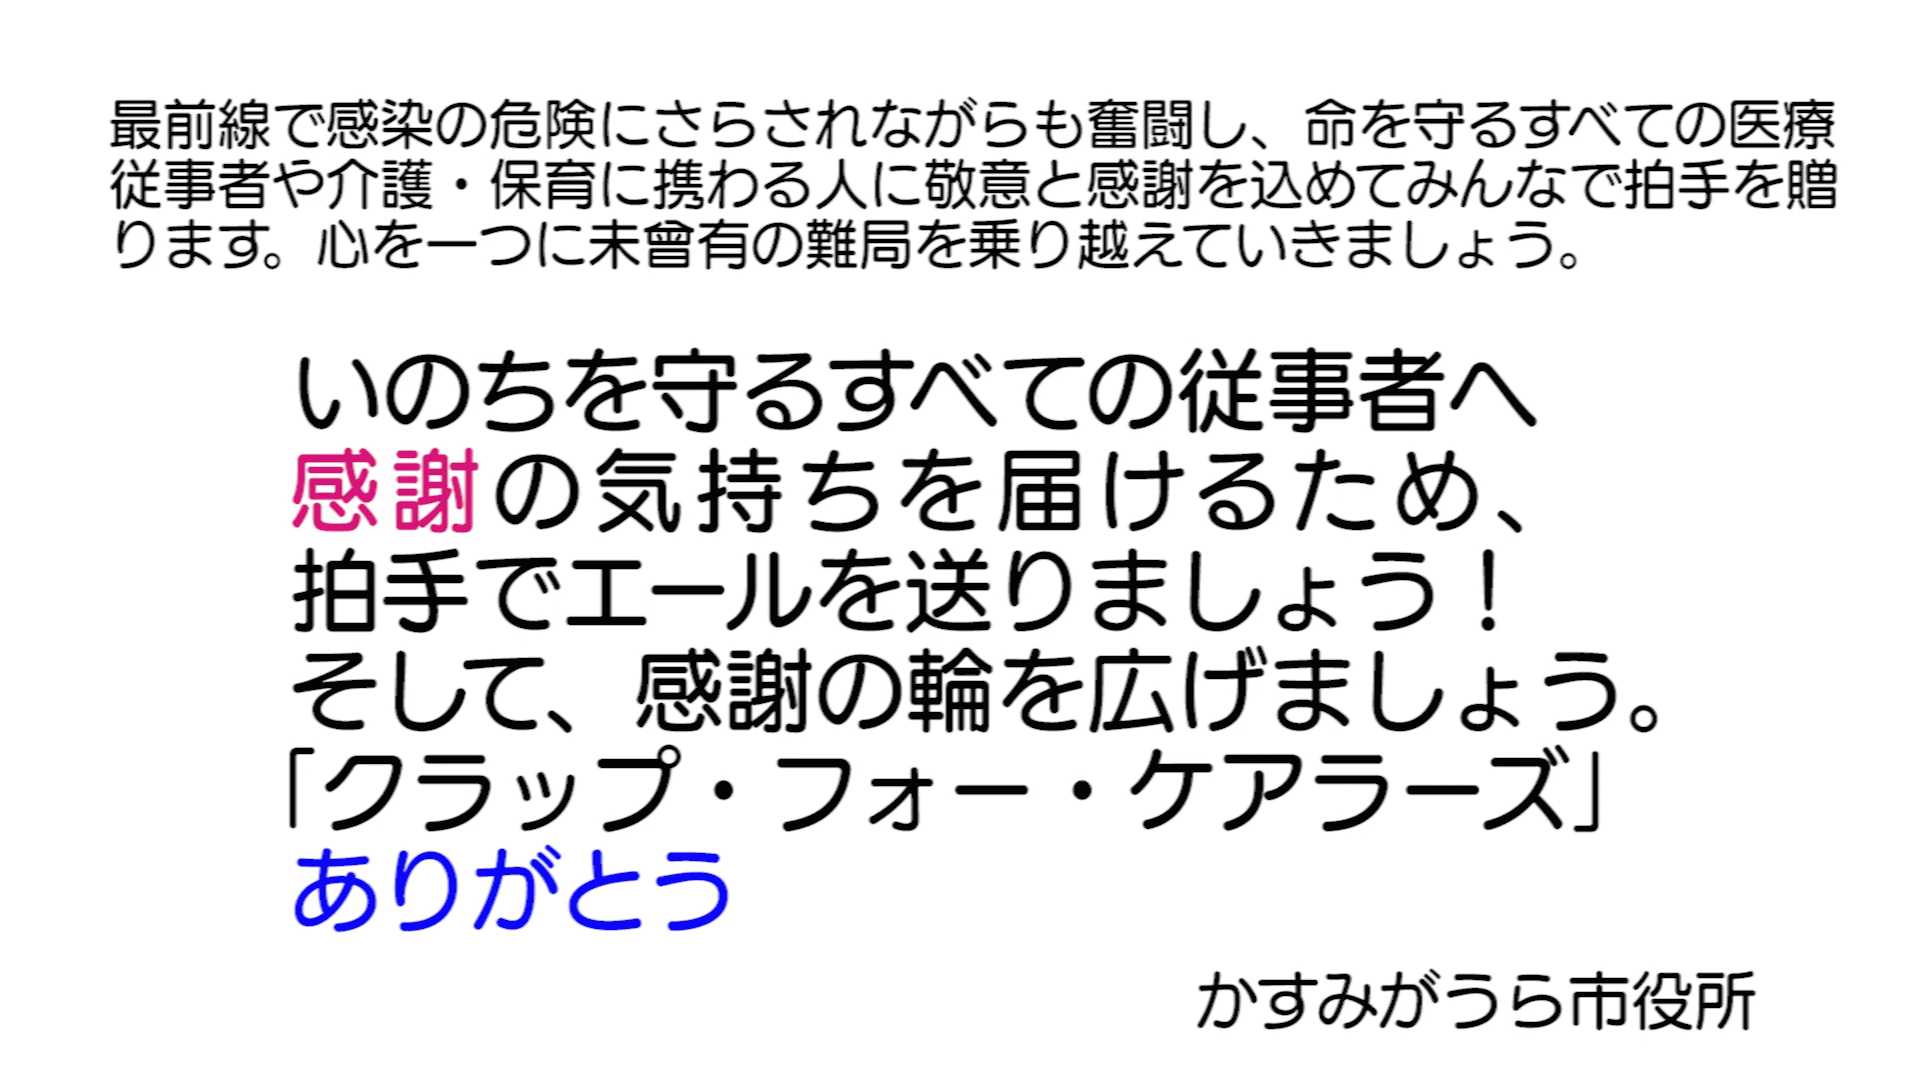 最前線で感染の危険にさらされながらも奮闘し、命を守るすべての医療
従事者や介護・保育に携わる人に敬意と感謝を込めてみんなで拍手を贈
ります。心を一つに未曾有の難局を乗り越えていきましょう。
いのちを守るすべての従事者へ
感謝の気持ちを届けるため、
拍手でエールを送りましょう！
そして、感謝の輪を広げましょう。
「クラップ・フォー・ケアラーズ」
ありがとう
かすみがうら市役所